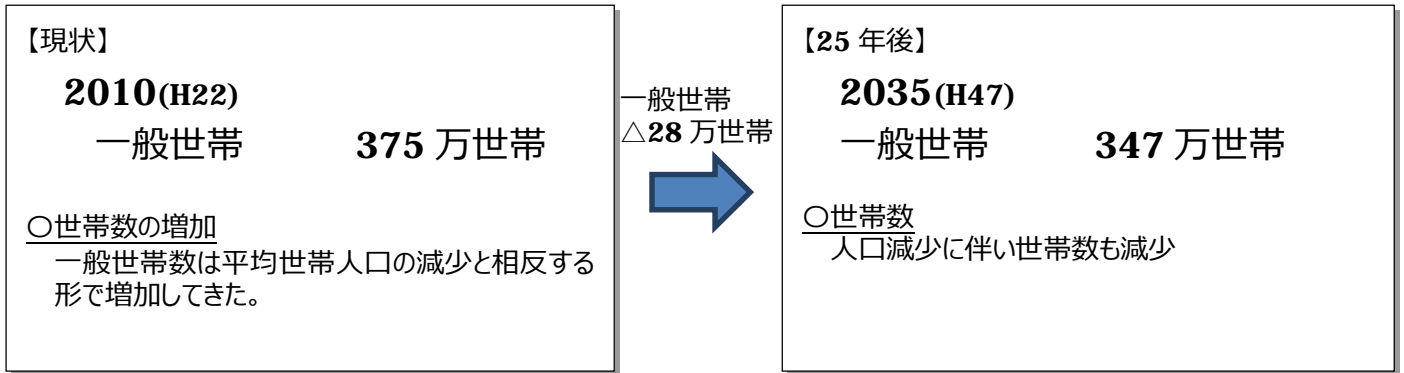 【現状】
2010(H22)
一般世帯 375 万世帯
〇世帯数の増加
一般世帯数は平均世帯人口の減少と相反する
形で増加してきた。
一般世帯
△28 万世帯
【25 年後】
2035(H47)
一般世帯 347 万世帯
〇世帯数
人口減少に伴い世帯数も減少